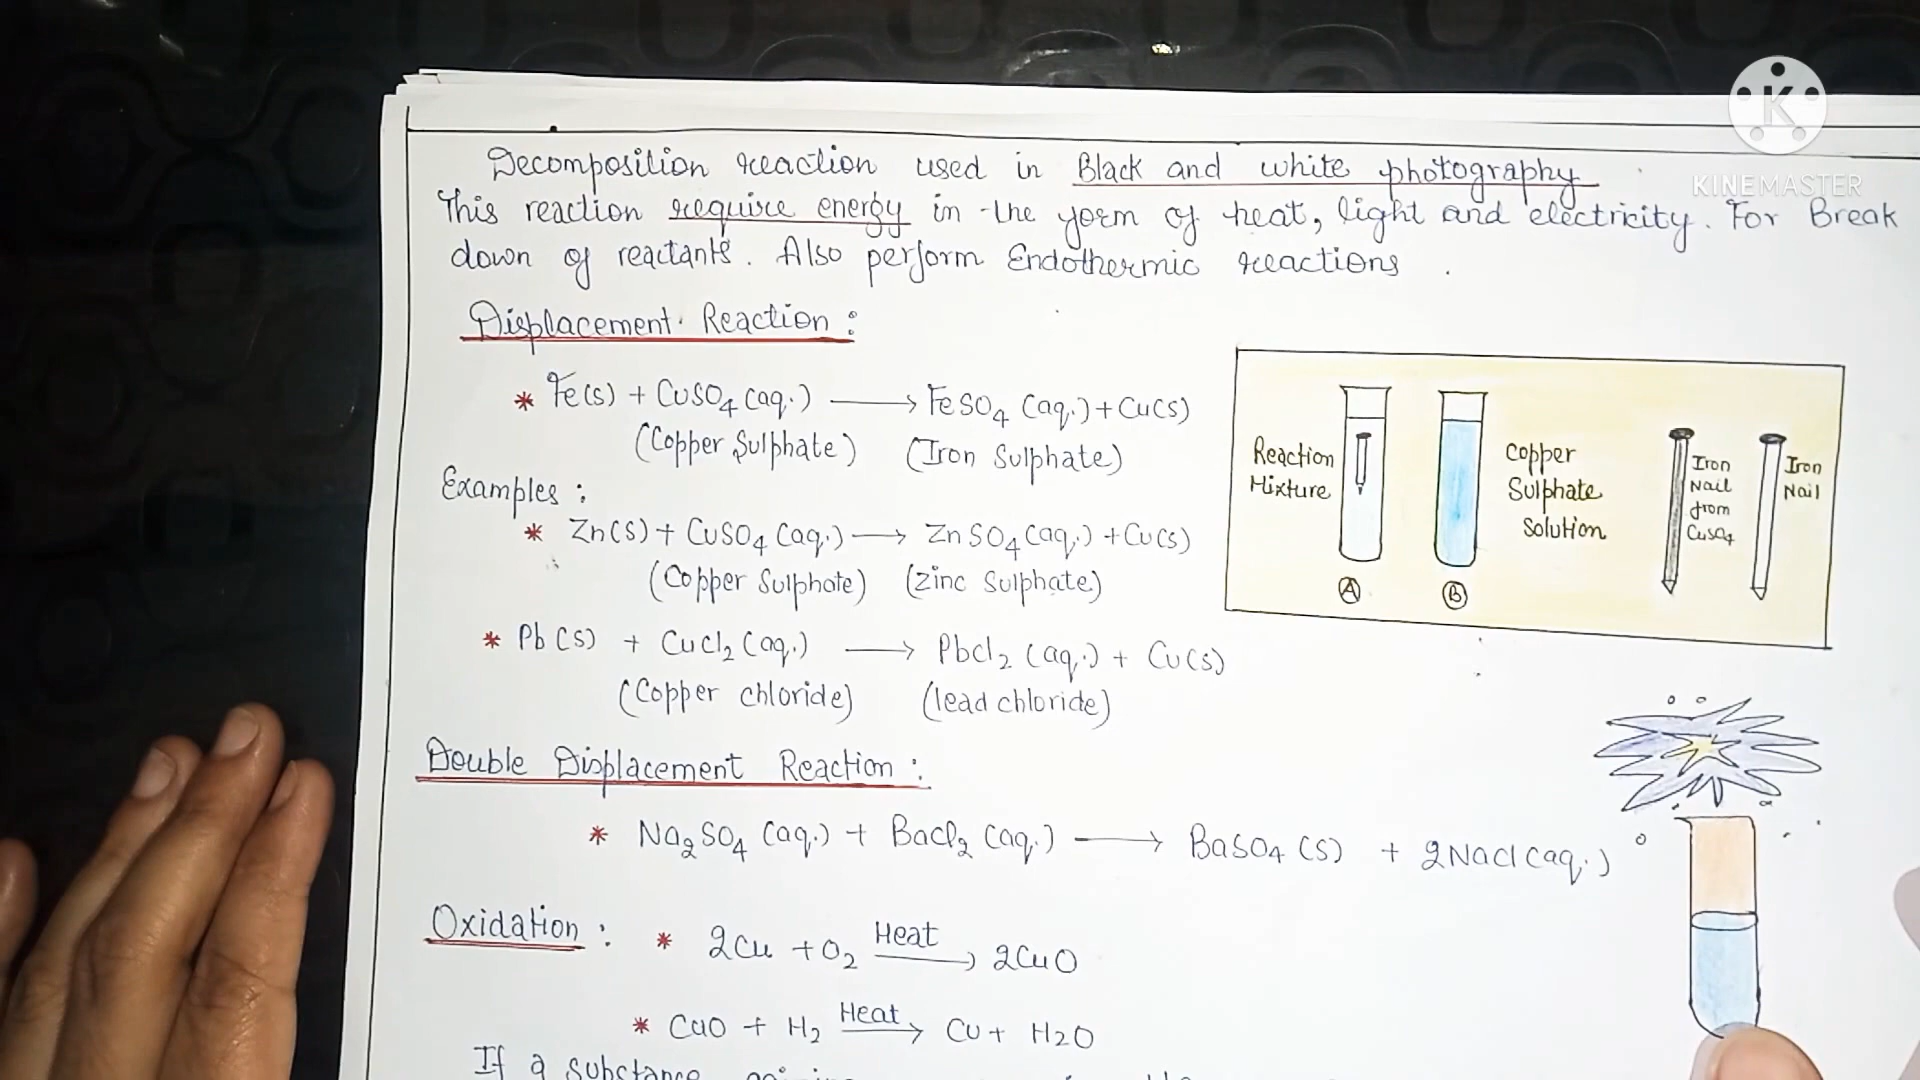 K
KINEMASTER
Decomposition reaction used in Black and white photography
This reaction require energy in the form of heat, light and electricity. For Break
down of reactants. Also perform Endothermic reactions .
Displacement Reaction :
* Fe(s) + CuSO4 (aq.) ⟶ FeSO4 (aq.) + Cu(s)
(Copper Sulphate) (Iron Sulphate)
Examples :
* Zn(s) + CuSO4 (aq.) ⟶ ZnSO4 (aq.) + Cu(s)
(Copper Sulphate) (Zinc Sulphate)
* Pb(s) + CuCl2 (aq.) ⟶ PbCl2 (aq.) + Cu(s)
(Copper chloride) (lead chloride)
Reaction
Mixture
A
B
Copper
Sulphate
Solution
Iron
Nail
from
CuSO4
Iron
Nail
Double Displacement Reaction :
* Na2SO4 (aq.) + BaCl2 (aq.) ⟶ BaSO4 (s) + 2NaCl (aq.)
Oxidation : * 2Cu + O2 Heat⟶ 2CuO
* CuO + H2 Heat⟶ Cu + H2O
If a substance